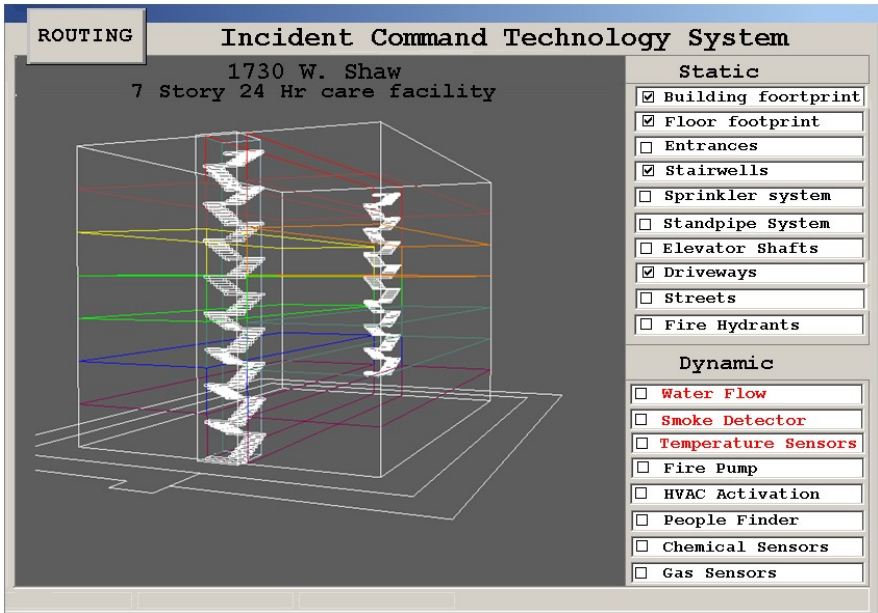 ROUTING
Incident Command Technology System
1730 W. Shaw
7 Story 24 Hr care facility
Static
Building foortprint
Floor footprint
Entrances
Stairwells
Sprinkler system
Standpipe System
Elevator Shafts
Driveways
Streets
Fire Hydrants
Dynamic
Water Flow
Smoke Detector
Temperature Sensors
Fire Pump
HVAC Activation
People Finder
Chemical Sensors
Gas Sensors